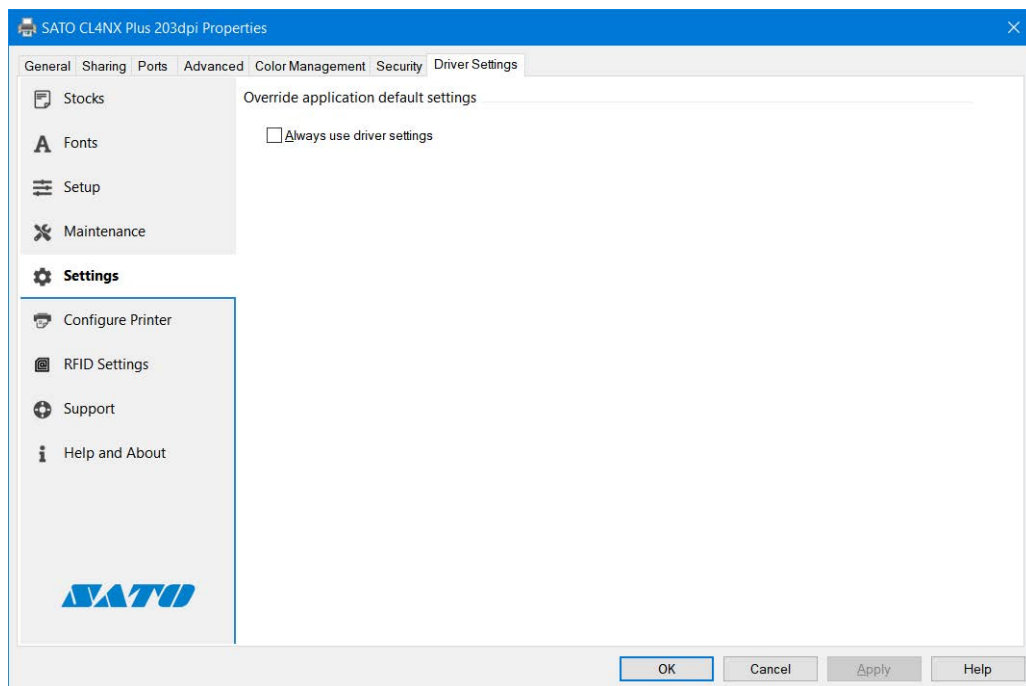 SATO CL4NX Plus 203dpi Properties
General Sharing Ports Advanced Color Management Security Driver Settings
Stocks
Fonts
Setup
Maintenance
Settings
Configure Printer
RFID Settings
Support
Help and About
SATO
Override application default settings
Always use driver settings
OK Cancel Apply Help